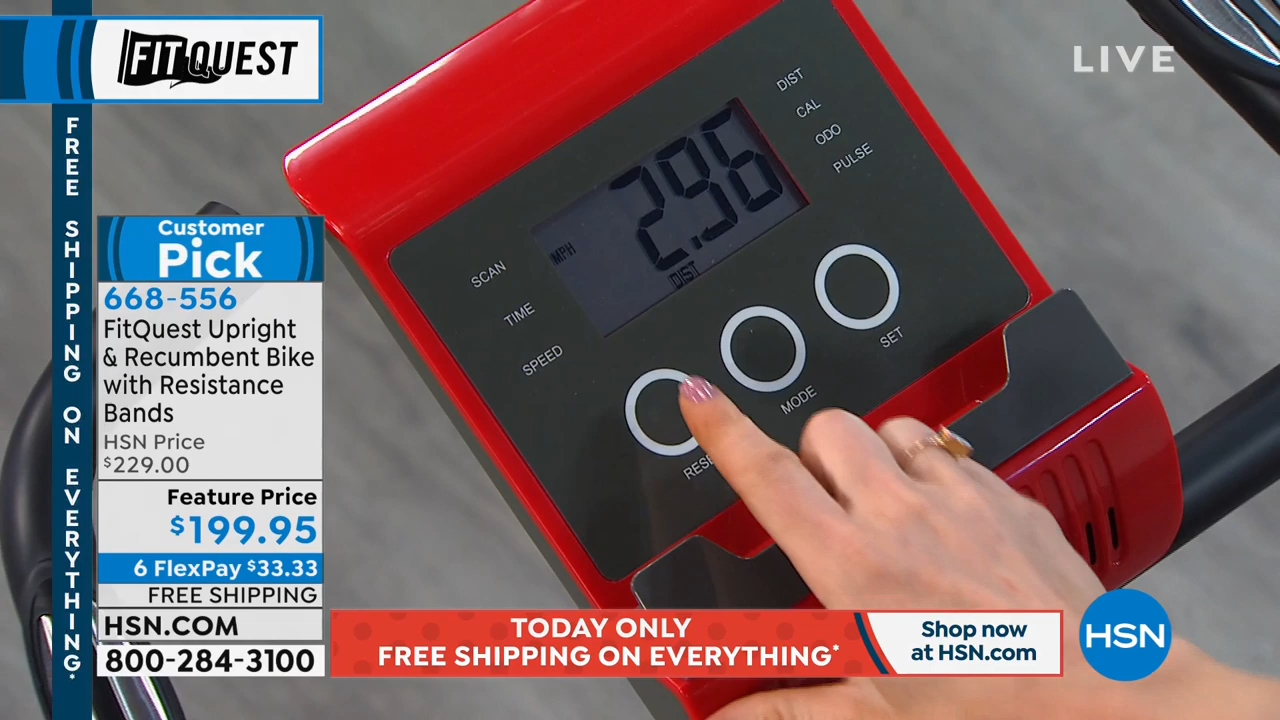 FITQUEST
LIVE
FREE SHIPPING ON EVERYTHING*
Customer
Pick
668-556
FitQuest Upright
& Recumbent Bike
with Resistance
Bands
HSN Price
$229.00
Feature Price
$199.95
6 FlexPay $33.33
FREE SHIPPING
HSN.COM
800-284-3100
DIST
CAL
ODO
PULSE
2.96
MPH
DIST
SCAN
TIME
SPEED
SET
MODE
RESE
TODAY ONLY
FREE SHIPPING ON EVERYTHING*
Shop now
at HSN.com
HSN